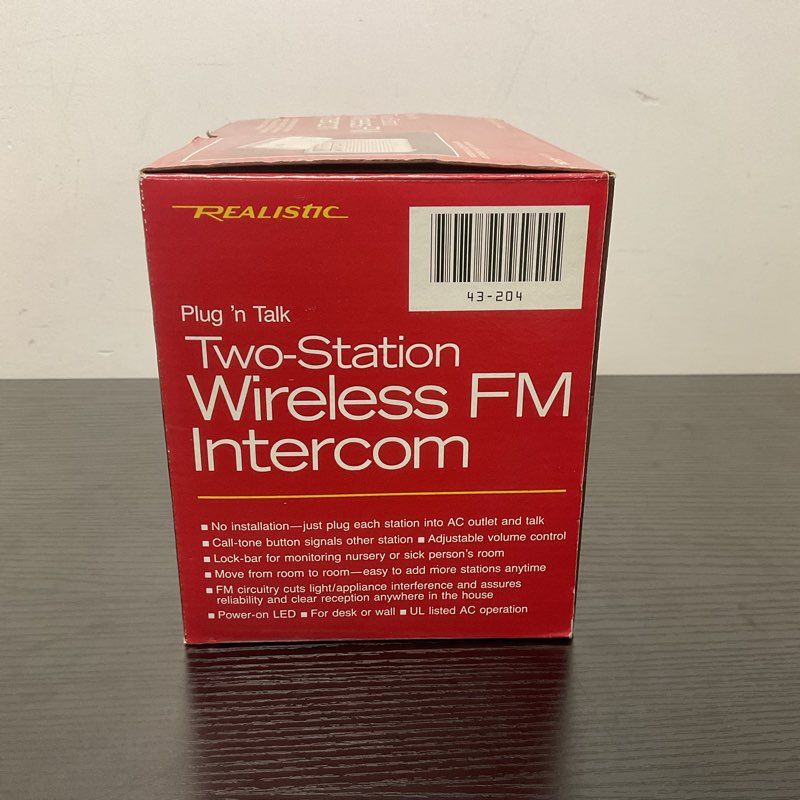 REALISTIC
43-204
Plug 'n Talk
Two-Station
Wireless FM
Intercom
■ No installation—just plug each station into AC outlet and talk
■ Call-tone button signals other station ■ Adjustable volume control
■ Lock-bar for monitoring nursery or sick person's room
■ Move from room to room—easy to add more stations anytime
■ FM circuitry cuts light/appliance interference and assures
reliability and clear reception anywhere in the house
■ Power-on LED ■ For desk or wall ■ UL listed AC operation